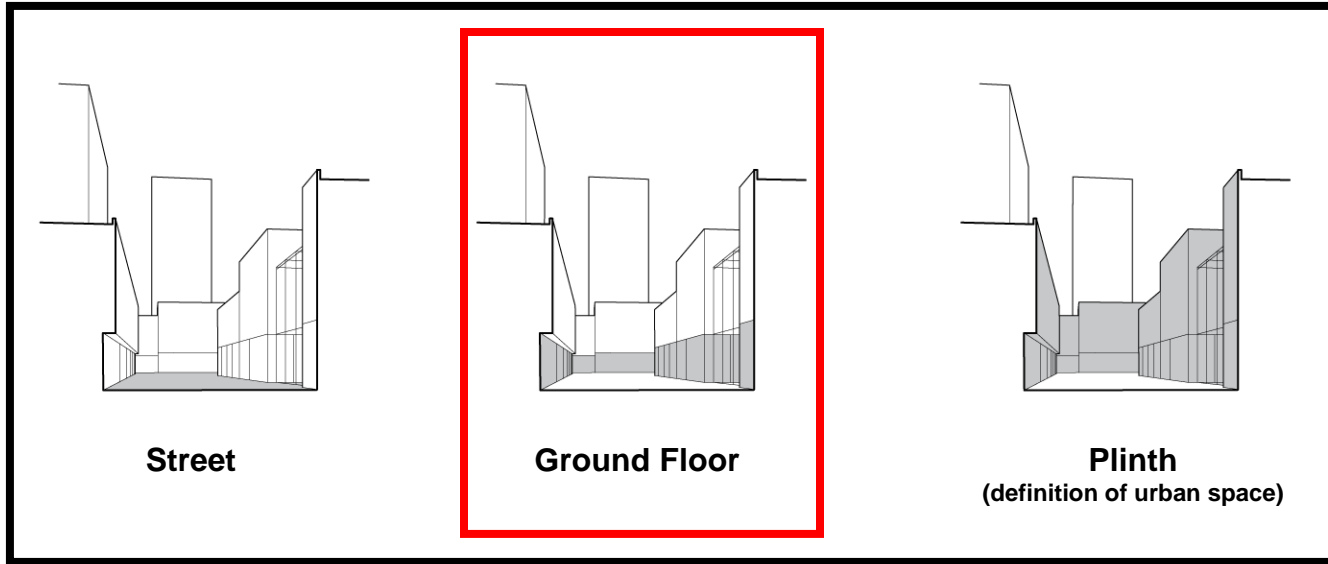 Street
Ground Floor
Plinth
(definition of urban space)